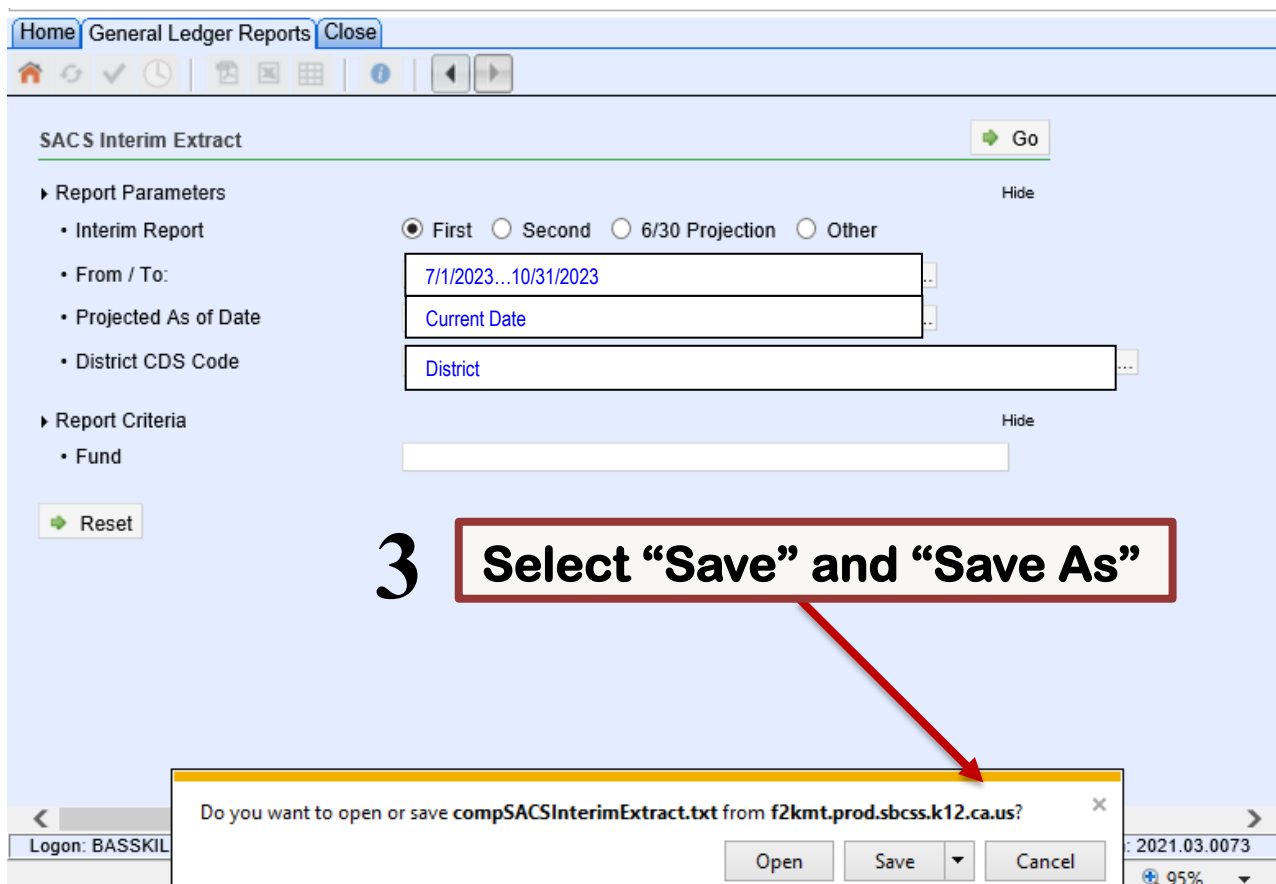 Home General Ledger Reports Close
SACS Interim Extract
Go
Report Parameters
Hide
• Interim Report
First Second 6/30 Projection Other
• From / To:
7/1/2023…10/31/2023
...
• Projected As of Date
Current Date
...
• District CDS Code
District
...
Report Criteria
Hide
• Fund
Reset
3 Select “Save” and “Save As”
Do you want to open or save compSACSInterimExtract.txt from f2kmt.prod.sbcss.k12.ca.us?
Logon: BASSKIL
: 2021.03.0073
Open Save Cancel
95%